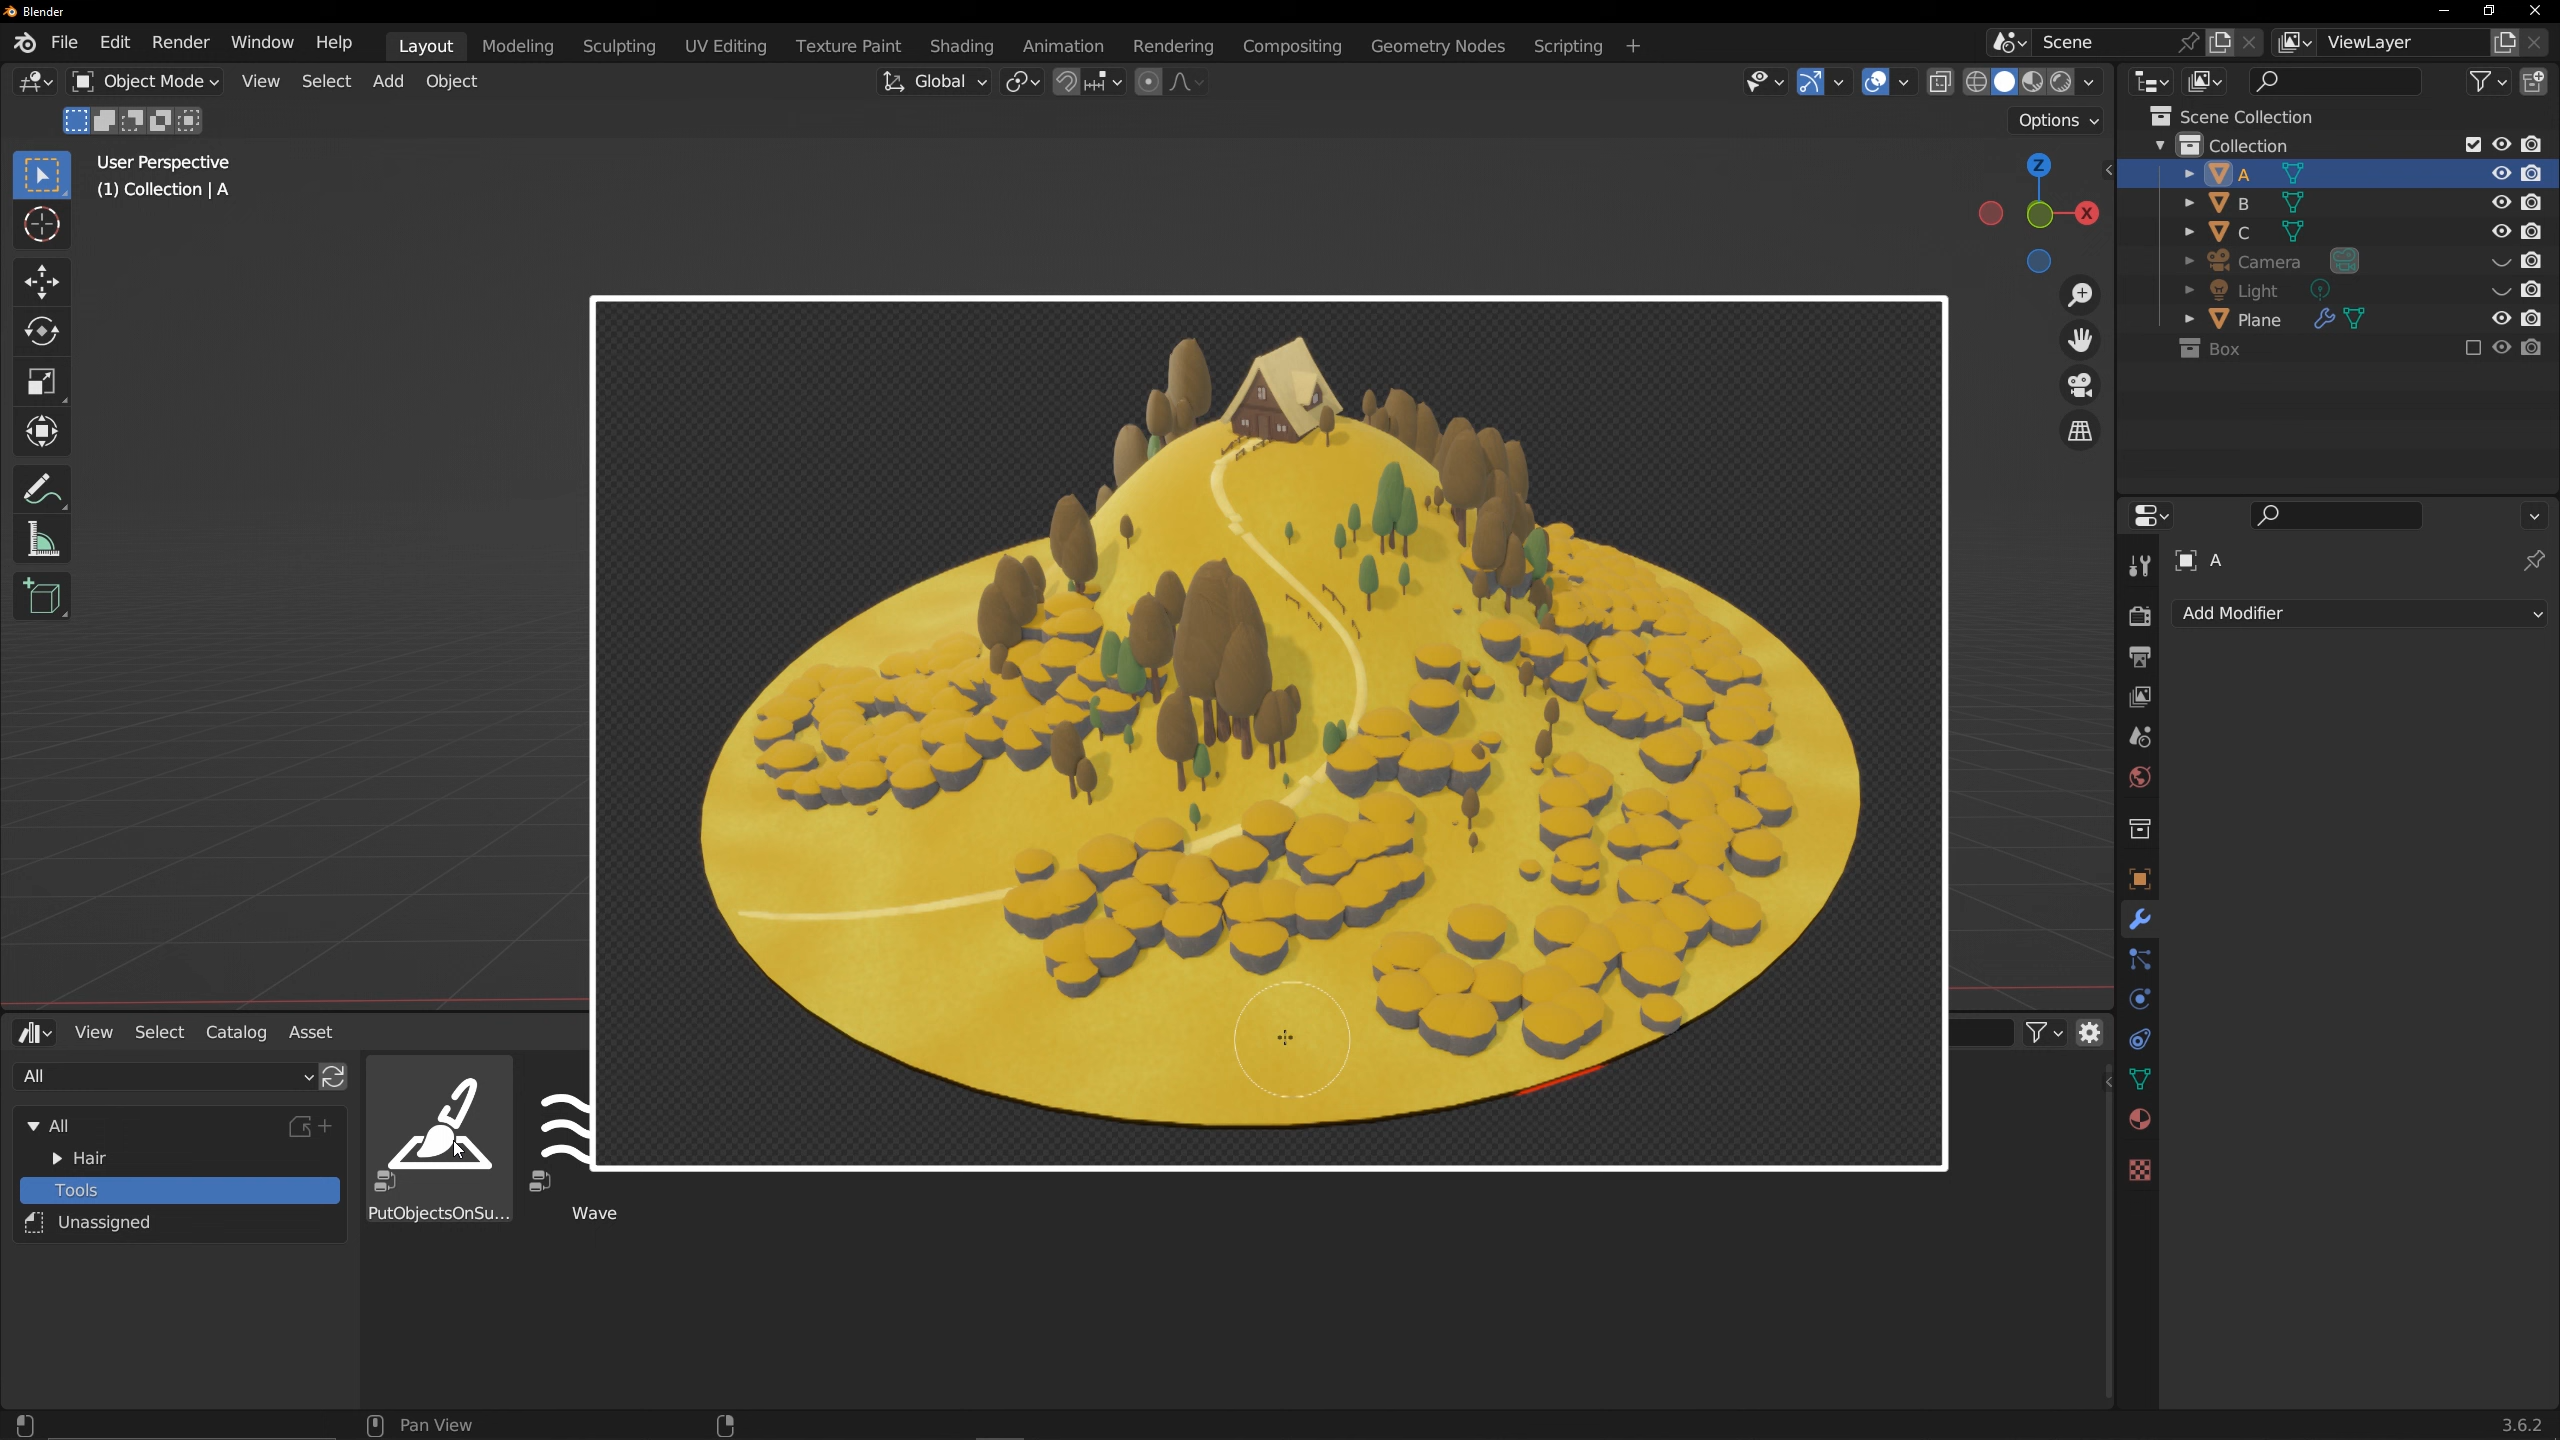 Blender
File Edit Render Window Help Layout Modeling Sculpting UV Editing Texture Paint Shading Animation Rendering Compositing Geometry Nodes Scripting + Scene ViewLayer
Object Mode View Select Add Object Global
Options
User Perspective
(1) Collection | A
Z
X
Scene Collection
Collection
A
B
C
Camera
Light
Plane
Box
A
Add Modifier
View Select Catalog Asset
All
All
Hair
Tools
Unassigned
PutObjectsOnSu...
Wave
Pan View
3.6.2